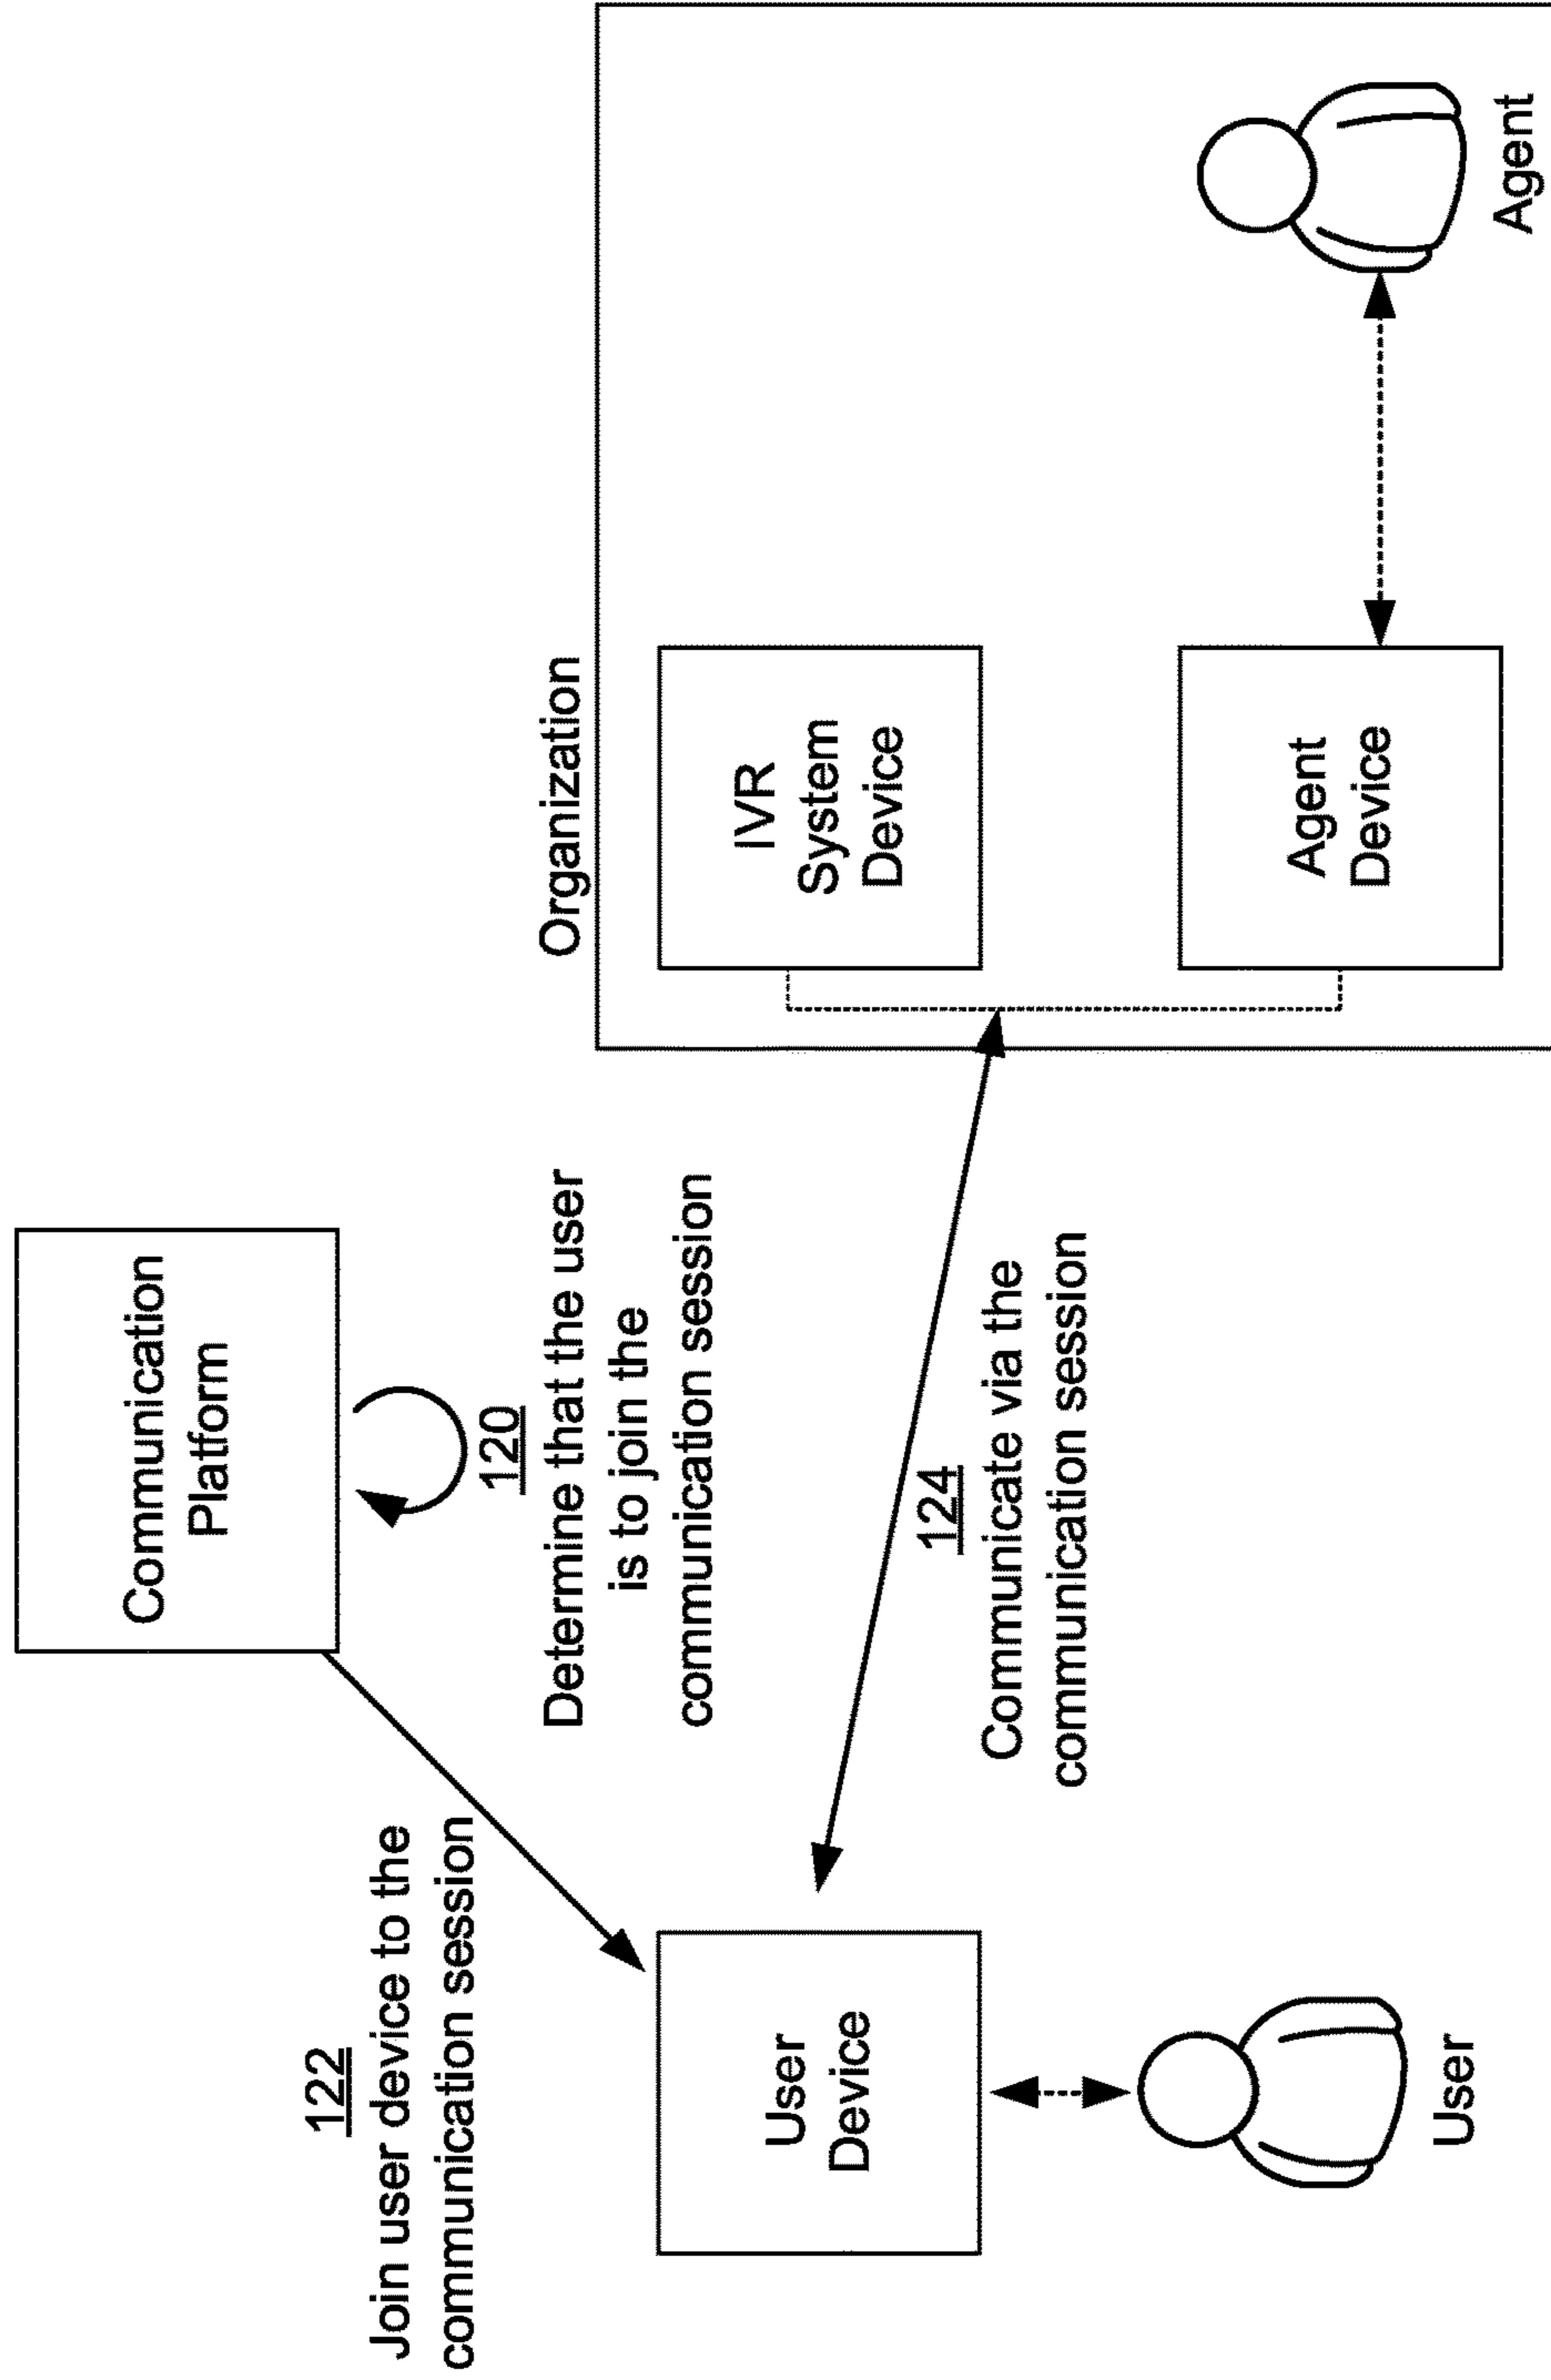 Communication
Platform
122
Join user device to the
communication session
120
Determine that the user
is to join the
communication session
Organization
User
Device
IVR
System
Device
124
Communicate via the
communication session
Agent
Device
User
Agent